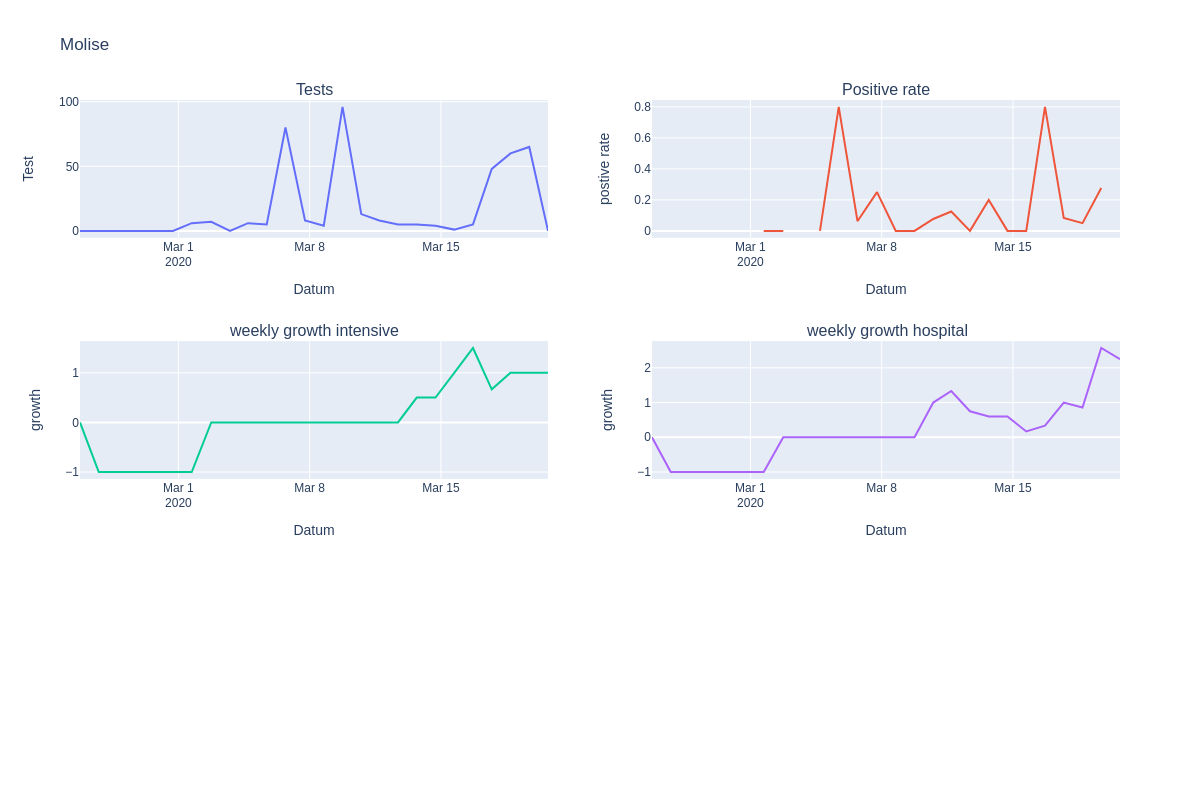 Molise
Tests
Test
100
50
0
Mar 1
2020
Mar 8
Mar 15
Datum
Positive rate
postive rate
0.8
0.6
0.4
0.2
0
Mar 1
2020
Mar 8
Mar 15
Datum
weekly growth intensive
growth
1
0
−1
Mar 1
2020
Mar 8
Mar 15
Datum
weekly growth hospital
growth
2
1
0
−1
Mar 1
2020
Mar 8
Mar 15
Datum